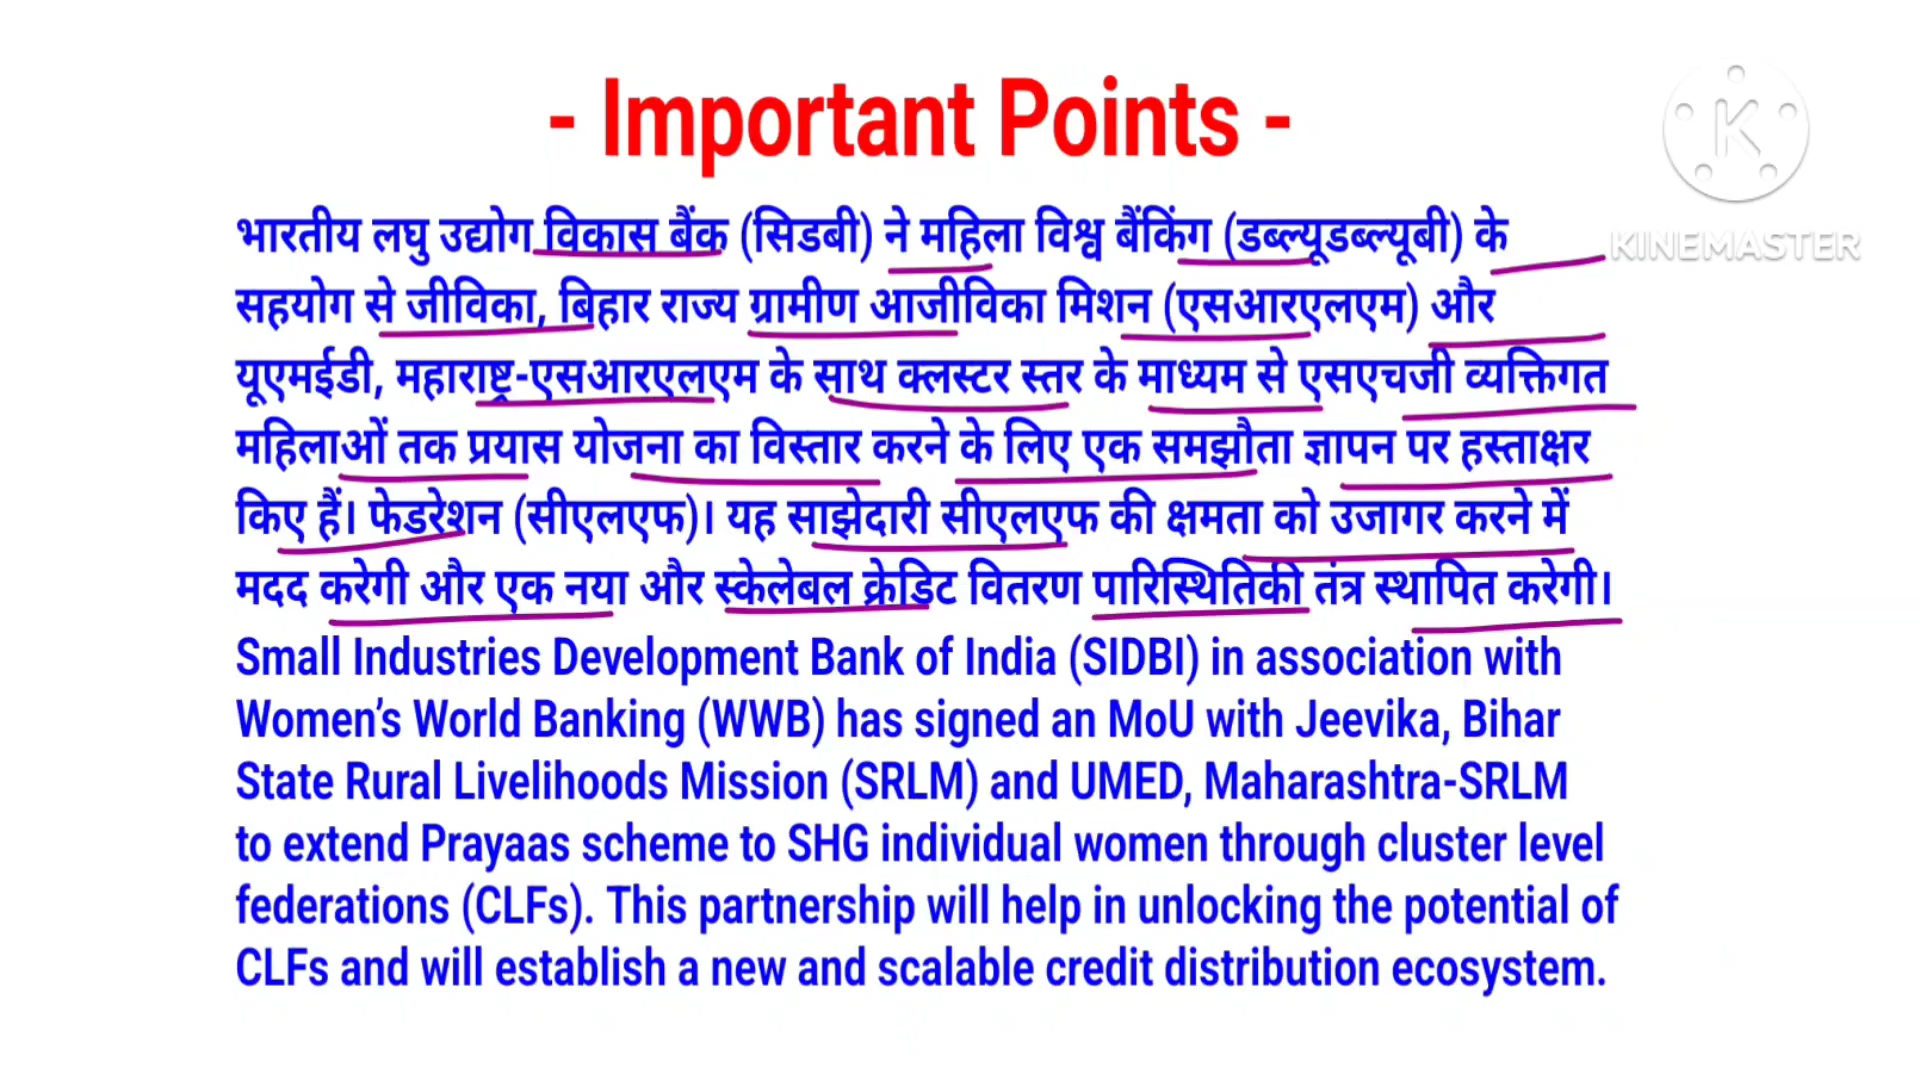 - Important Points -
KINEMASTER
भारतीय लघु उद्योग विकास बैंक (सिडबी) ने महिला विश्व बैंकिंग (डब्ल्यूडब्ल्यूबी) के
सहयोग से जीविका, बिहार राज्य ग्रामीण आजीविका मिशन (एसआरएलएम) और
यूएमईडी, महाराष्ट्र-एसआरएलएम के साथ क्लस्टर स्तर के माध्यम से एसएचजी व्यक्तिगत
महिलाओं तक प्रयास योजना का विस्तार करने के लिए एक समझौता ज्ञापन पर हस्ताक्षर
किए हैं। फेडरेशन (सीएलएफ)। यह साझेदारी सीएलएफ की क्षमता को उजागर करने में
मदद करेगी और एक नया और स्केलेबल क्रेडिट वितरण पारिस्थितिकी तंत्र स्थापित करेगी।
Small Industries Development Bank of India (SIDBI) in association with
Women’s World Banking (WWB) has signed an MoU with Jeevika, Bihar
State Rural Livelihoods Mission (SRLM) and UMED, Maharashtra-SRLM
to extend Prayaas scheme to SHG individual women through cluster level
federations (CLFs). This partnership will help in unlocking the potential of
CLFs and will establish a new and scalable credit distribution ecosystem.